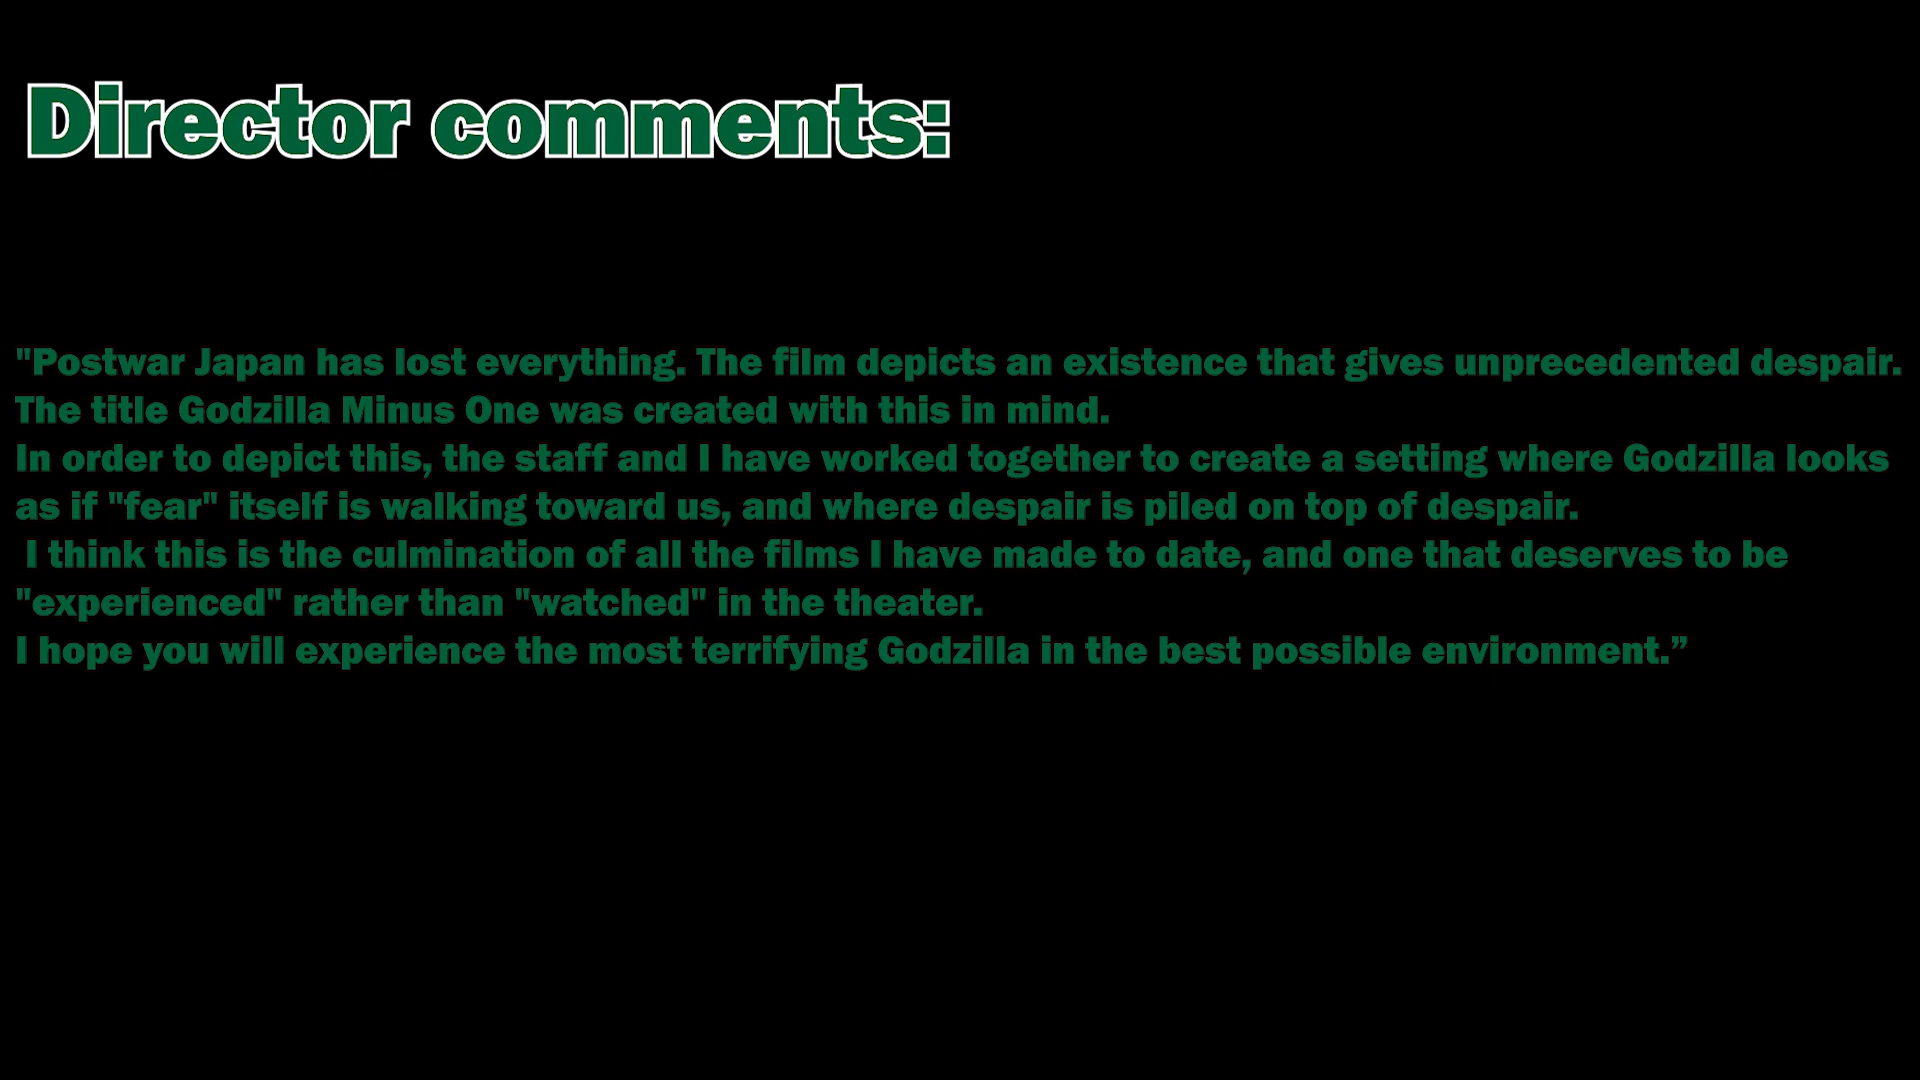 Director comments:
"Postwar Japan has lost everything. The film depicts an existence that gives unprecedented despair.
The title Godzilla Minus One was created with this in mind.
In order to depict this, the staff and I have worked together to create a setting where Godzilla looks
as if "fear" itself is walking toward us, and where despair is piled on top of despair.
I think this is the culmination of all the films I have made to date, and one that deserves to be
"experienced" rather than "watched" in the theater.
I hope you will experience the most terrifying Godzilla in the best possible environment.”